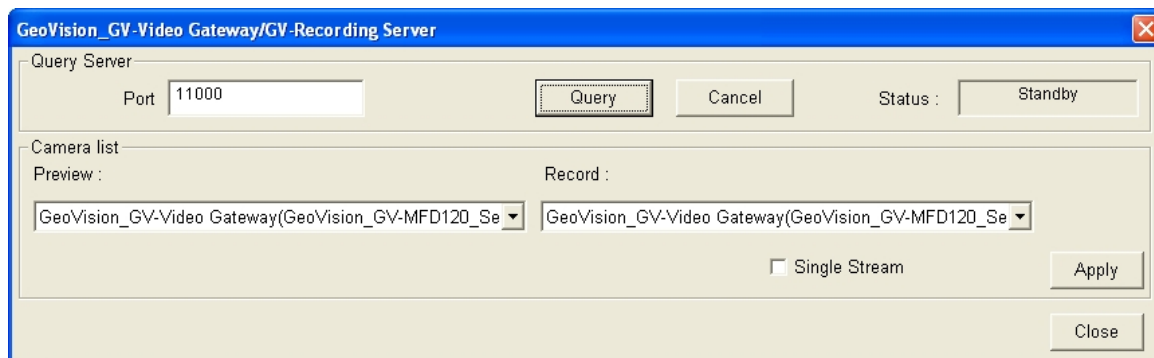 GeoVision_GV-Video Gateway/GV-Recording Server
Query Server
Port 11000 Query Cancel Status : Standby
Camera list
Preview : Record :
GeoVision_GV-Video Gateway(GeoVision_GV-MFD120_Se GeoVision_GV-Video Gateway(GeoVision_GV-MFD120_Se
Single Stream Apply
Close